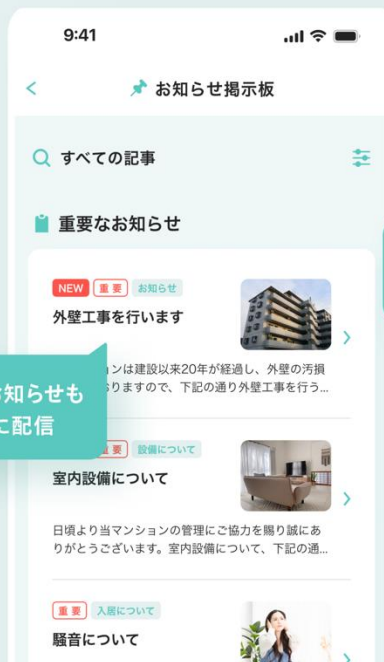 9:41
お知らせ掲示板
すべての記事
重要なお知らせ
NEW 重要 お知らせ
外壁工事を行います
ンは建設以来20年が経過し、外壁の汚損
りますので、下記の通り外壁工事を行う...
知らせも
に配信
重要 設備について
室内設備について
日頃より当マンションの管理にご協力を賜り誠にあ
りがとうございます。室内設備について、下記の通...
重要 入居について
騒音について